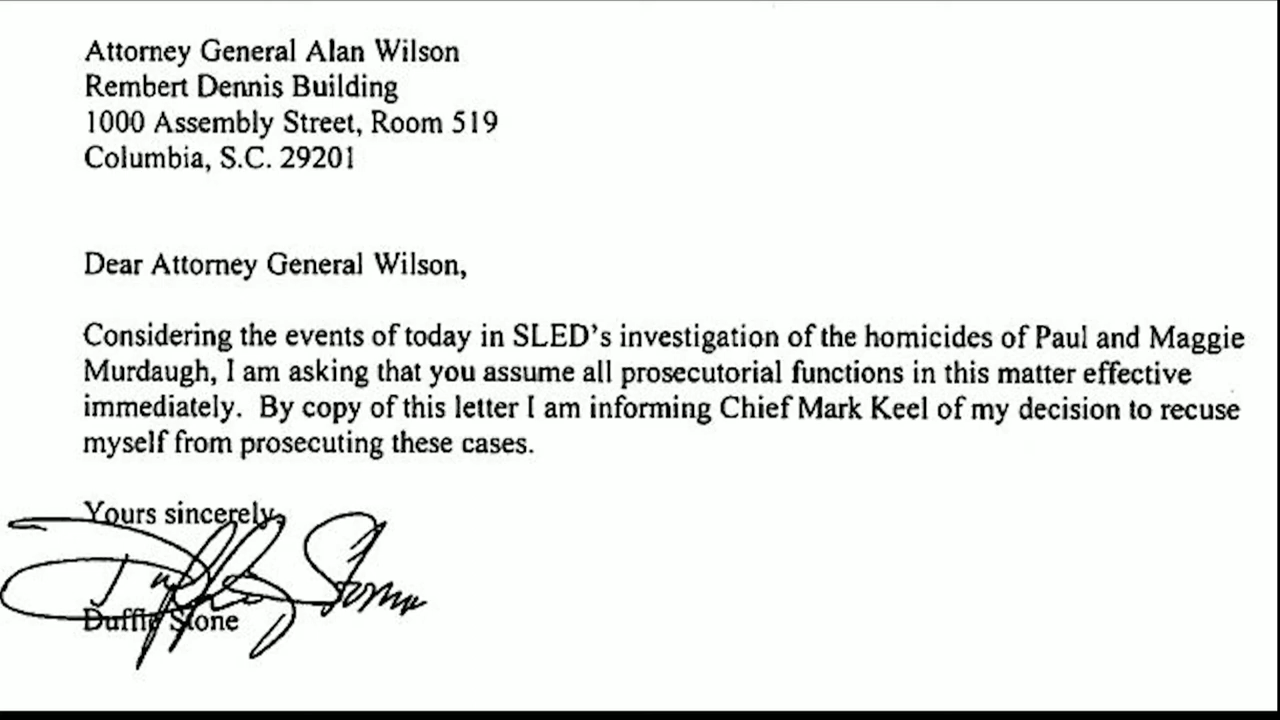 Attorney General Alan Wilson
Rembert Dennis Building
1000 Assembly Street, Room 519
Columbia, S.C. 29201
Dear Attorney General Wilson,
Considering the events of today in SLED's investigation of the homicides of Paul and Maggie
Murdaugh, I am asking that you assume all prosecutorial functions in this matter effective
immediately. By copy of this letter I am informing Chief Mark Keel of my decision to recuse
myself from prosecuting these cases.
Yours sincerely,
Duffie Stone
Duffie Stone